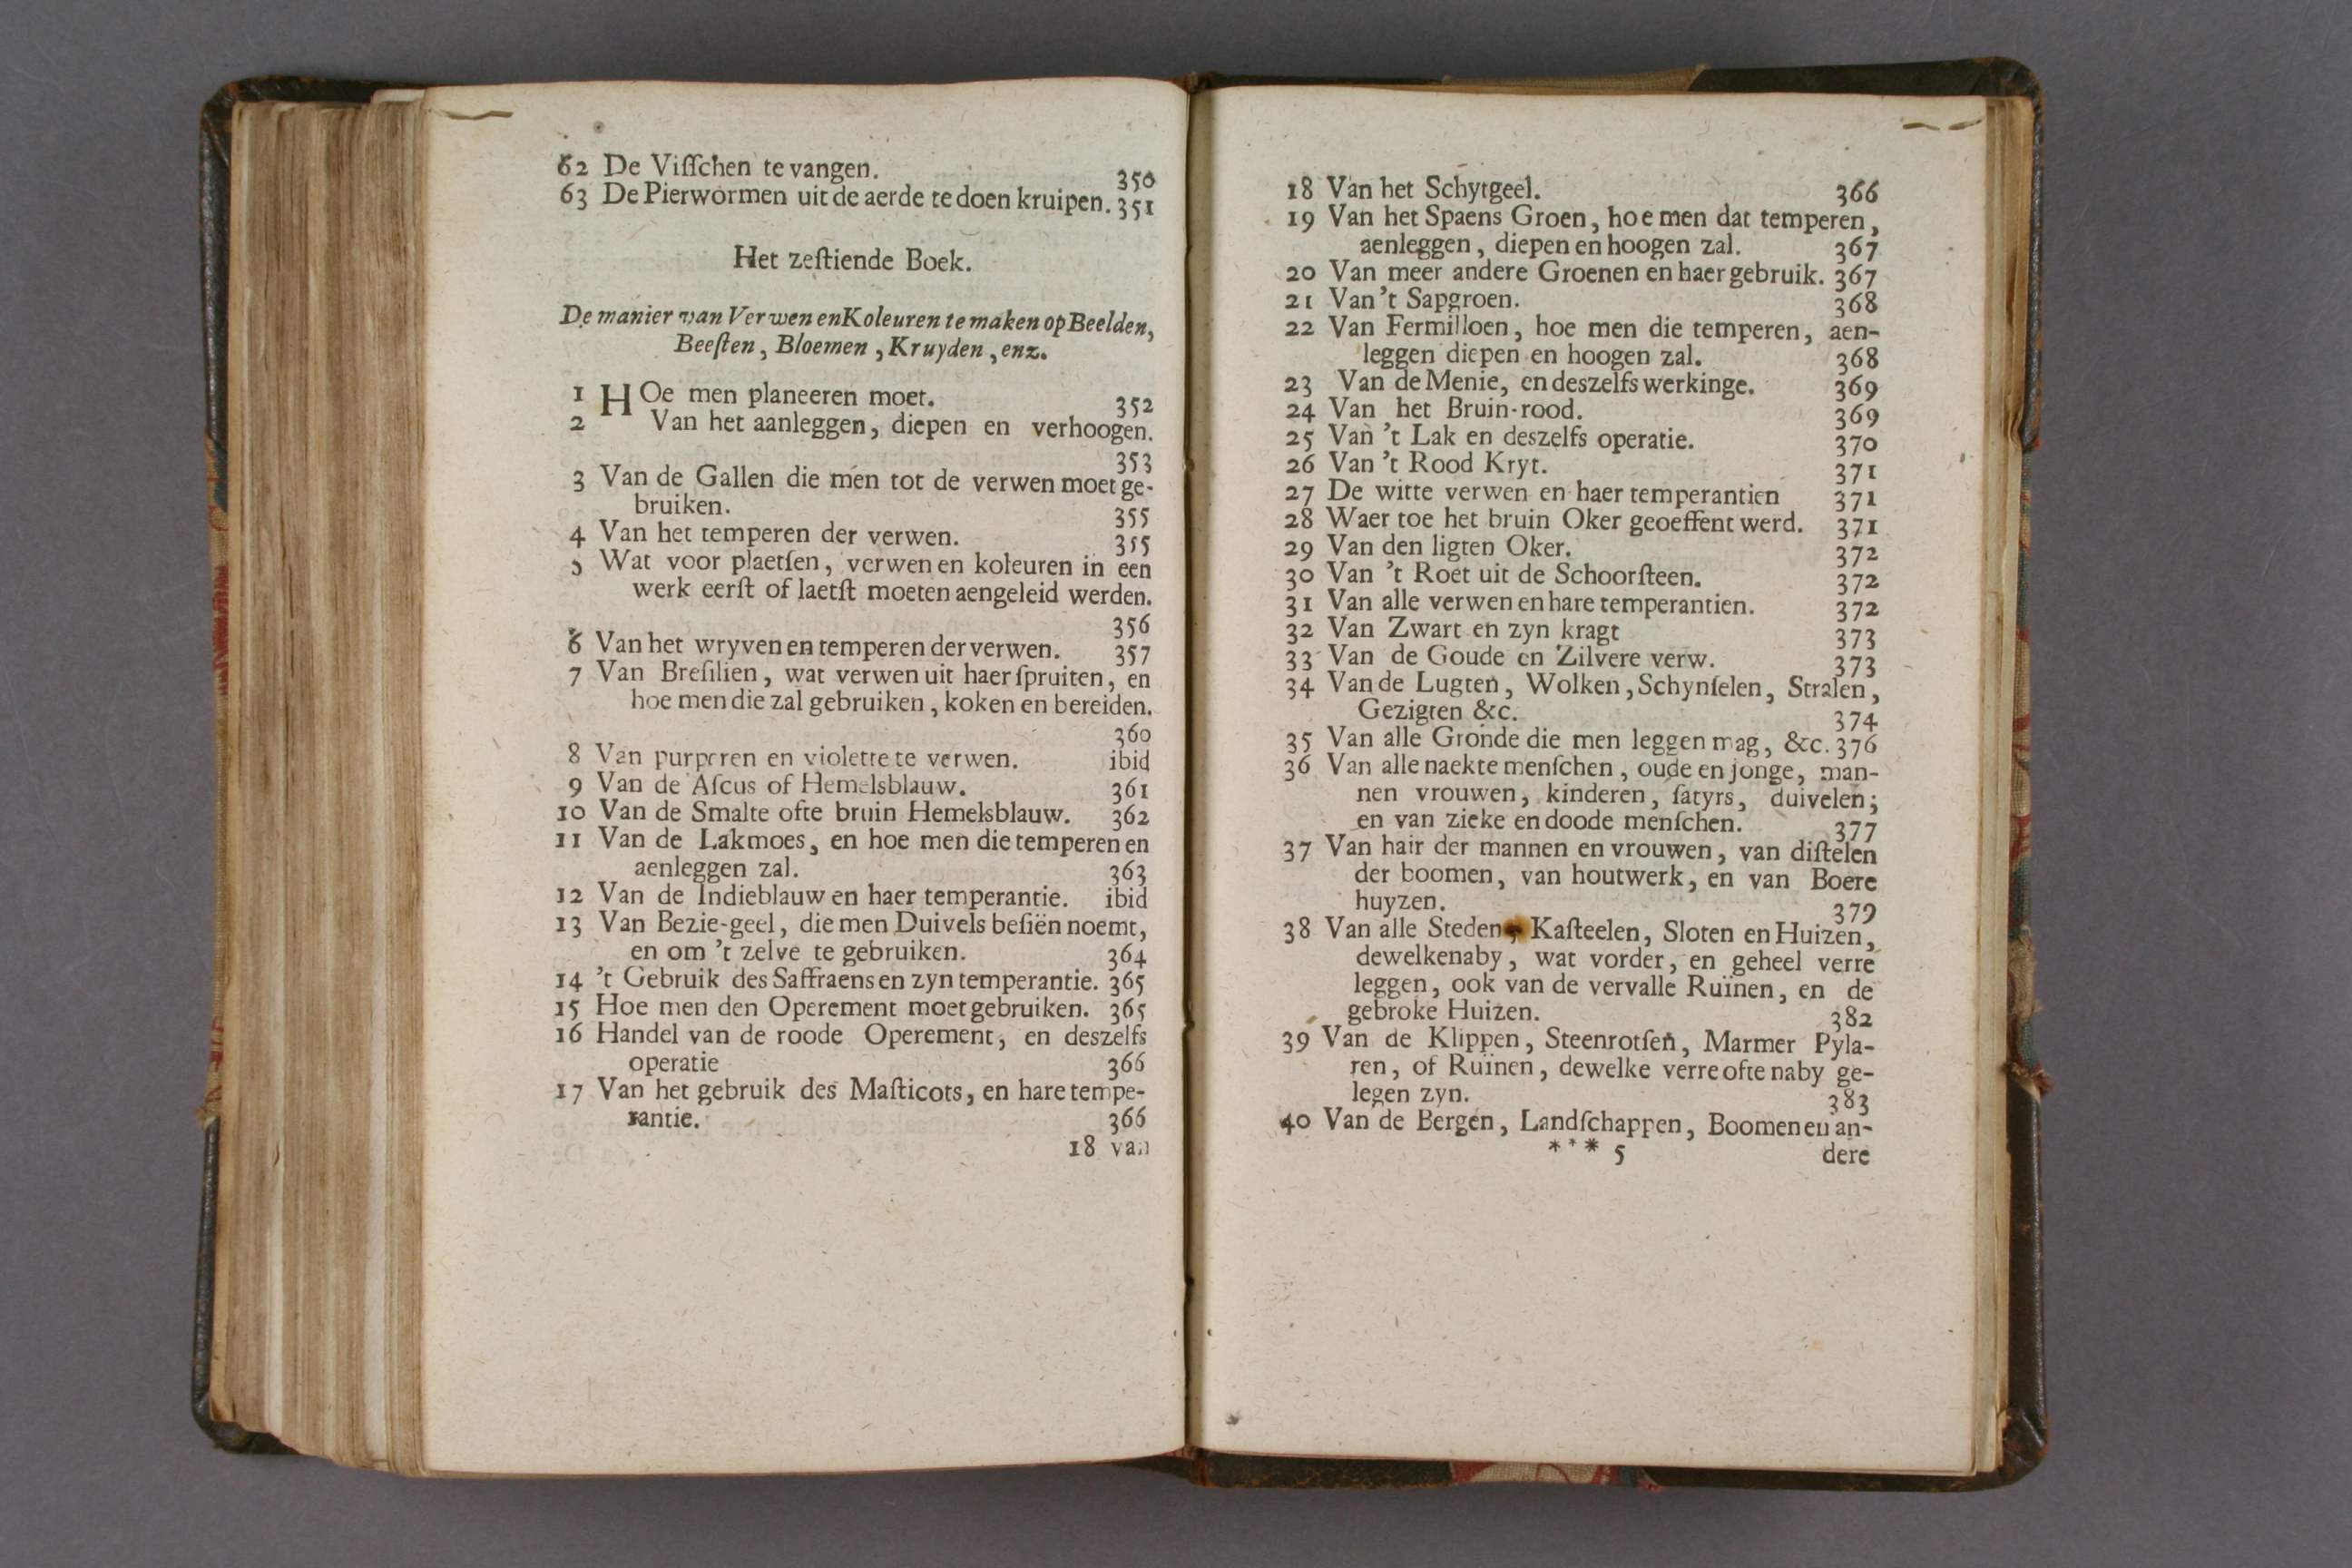 62 De Viſſchen te vangen. 350
63 De Pierwormen uit de aerde te doen kruipen. 351
Het zeſtiende Boek.
De manier van Verwen en Koleuren te maken op Beelden,
Beeſten, Bloemen, Kruyden, enz.
1 HOe men planeeren moet. 352
2 Van het aanleggen, diepen en verhoogen.
353
3 Van de Gallen die men tot de verwen moet ge-
bruiken. 355
4 Van het temperen der verwen. 355
5 Wat voor plaetſen, verwen en koleuren in een
werk eerſt of laetſt moeten aengeleid werden.
356
6 Van het wryven en temperen der verwen. 357
7 Van Breſilien, wat verwen uit haer ſpruiten, en
hoe men die zal gebruiken, koken en bereiden.
360
8 Van purperen en violette te verwen. ibid
9 Van de Aſcus of Hemelsblauw. 361
10 Van de Smalte ofte bruin Hemelsblauw. 362
11 Van de Lakmoes, en hoe men die temperen en
aenleggen zal. 363
12 Van de Indieblauw en haer temperantie. ibid
13 Van Bezie-geel, die men Duivels beſiën noemt,
en om 't zelve te gebruiken. 364
14 't Gebruik des Saffraens en zyn temperantie. 365
15 Hoe men den Operement moet gebruiken. 365
16 Handel van de roode Operement, en deszelfs
operatie 366
17 Van het gebruik des Maſticots, en hare tempe-
rantie. 366
18 van
18 Van het Schytgeel. 366
19 Van het Spaens Groen, hoe men dat temperen,
aenleggen, diepen en hoogen zal. 367
20 Van meer andere Groenen en haer gebruik. 367
21 Van 't Sapgroen. 368
22 Van Fermilloen, hoe men die temperen, aen-
leggen diepen en hoogen zal. 368
23 Van de Menie, en deszelfs werkinge. 369
24 Van het Bruin-rood. 369
25 Van 't Lak en deszelfs operatie. 370
26 Van 't Rood Kryt. 371
27 De witte verwen en haer temperantien 371
28 Waer toe het bruin Oker geoeffent werd. 371
29 Van den ligten Oker. 372
30 Van 't Roet uit de Schoorſteen. 372
31 Van alle verwen en hare temperantien. 372
32 Van Zwart en zyn kragt 373
33 Van de Goude en Zilvere verw. 373
34 Van de Lugten, Wolken, Schynſelen, Stralen,
Gezigten &c. 374
35 Van alle Gronde die men leggen mag, &c. 376
36 Van alle naekte menſchen, oude en jonge, man-
nen vrouwen, kinderen, ſatyrs, duivelen;
en van zieke en doode menſchen. 377
37 Van hair der mannen en vrouwen, van diſtelen
der boomen, van houtwerk, en van Boere
huyzen. 379
38 Van alle Steden, Kaſteelen, Sloten en Huizen,
dewelke naby, wat vorder, en geheel verre
leggen, ook van de vervalle Ruïnen, en de
gebroke Huizen. 382
39 Van de Klippen, Steenrotſen, Marmer Pyla-
ren, of Ruïnen, dewelke verre ofte naby ge-
legen zyn. 383
40 Van de Bergen, Landſchappen, Boomen en an-
*** 5 dere